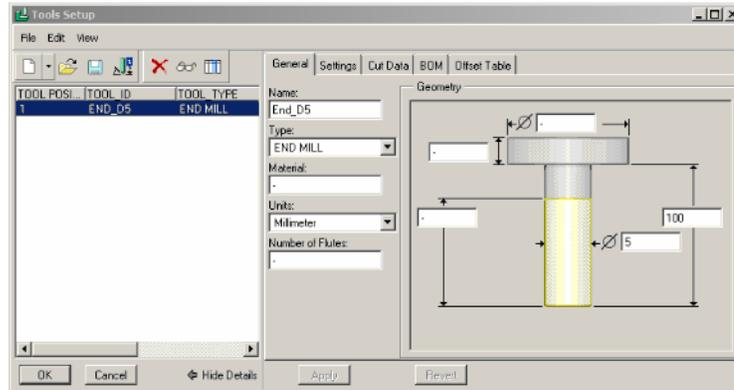 Tools Setup
File Edit View
General Settings Cut Data BOM Offset Table
TOOL POSI... TOOL_ID TOOL_TYPE
1 END_D5 END MILL
Name:
End_D5
Type:
END MILL
Material:
-
Units:
Millimeter
Number of Flutes:
-
Geometry
Ø -
-
-
100
Ø 5
OK Cancel Hide Details Apply Revert